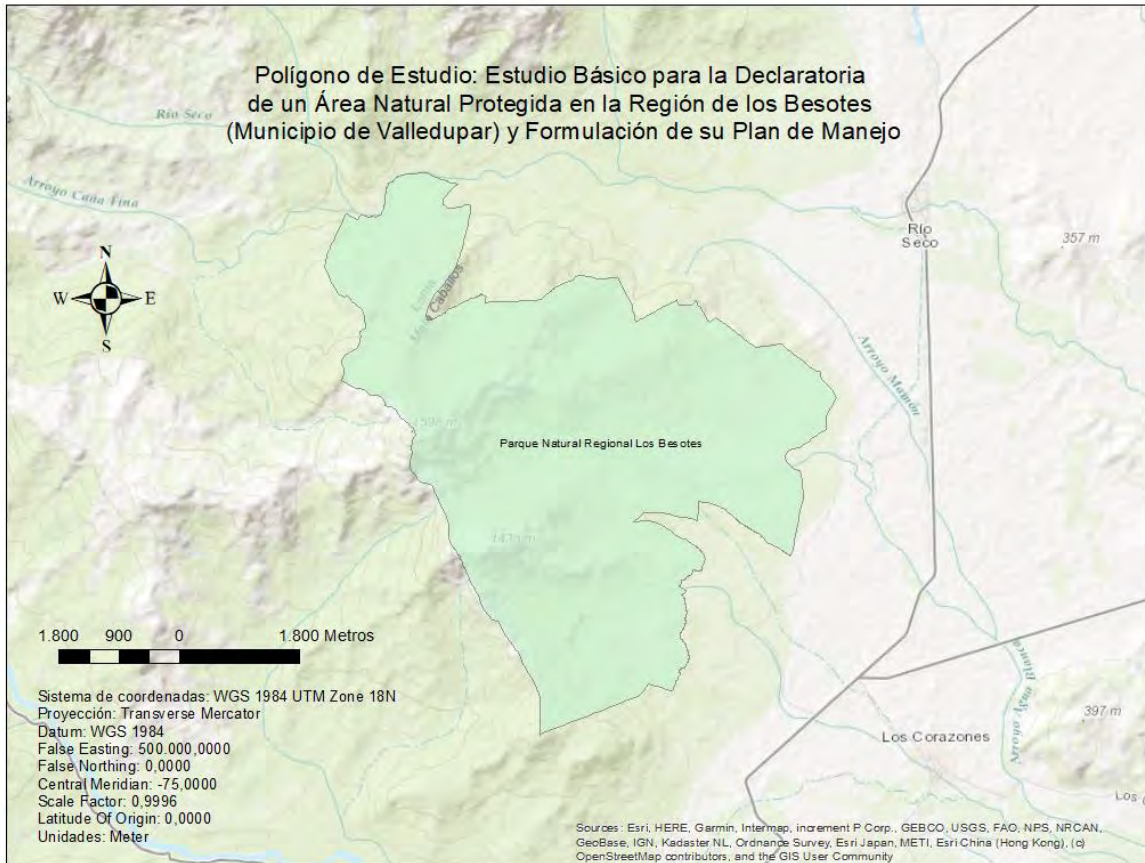 Polígono de Estudio: Estudio Básico para la Declaratoria
de un Área Natural Protegida en la Región de los Besotes
(Municipio de Valledupar) y Formulación de su Plan de Manejo
Río Seco
Arroyo Caña Fina
N
W
E
S
Río
Seco
357 m
Caballos
Arroyo Mamón
Parque Natural Regional Los Besotes
1.800 900 0 1.800 Metros
Sistema de coordenadas: WGS 1984 UTM Zone 18N
Proyección: Transverse Mercator
Datum: WGS 1984
False Easting: 500.000,0000
False Northing: 0,0000
Central Meridian: -75,0000
Scale Factor: 0,9996
Latitude Of Origin: 0,0000
Unidades: Meter
Arroyo Agua Blanca
397 m
Los Corazones
Los
Sources: Esri, HERE, Garmin, Intermap, increment P Corp., GEBCO, USGS, FAO, NPS, NRCAN,
GeoBase, IGN, Kadaster NL, Ordnance Survey, Esri Japan, METI, Esri China (Hong Kong), (c)
OpenStreetMap contributors, and the GIS User Community